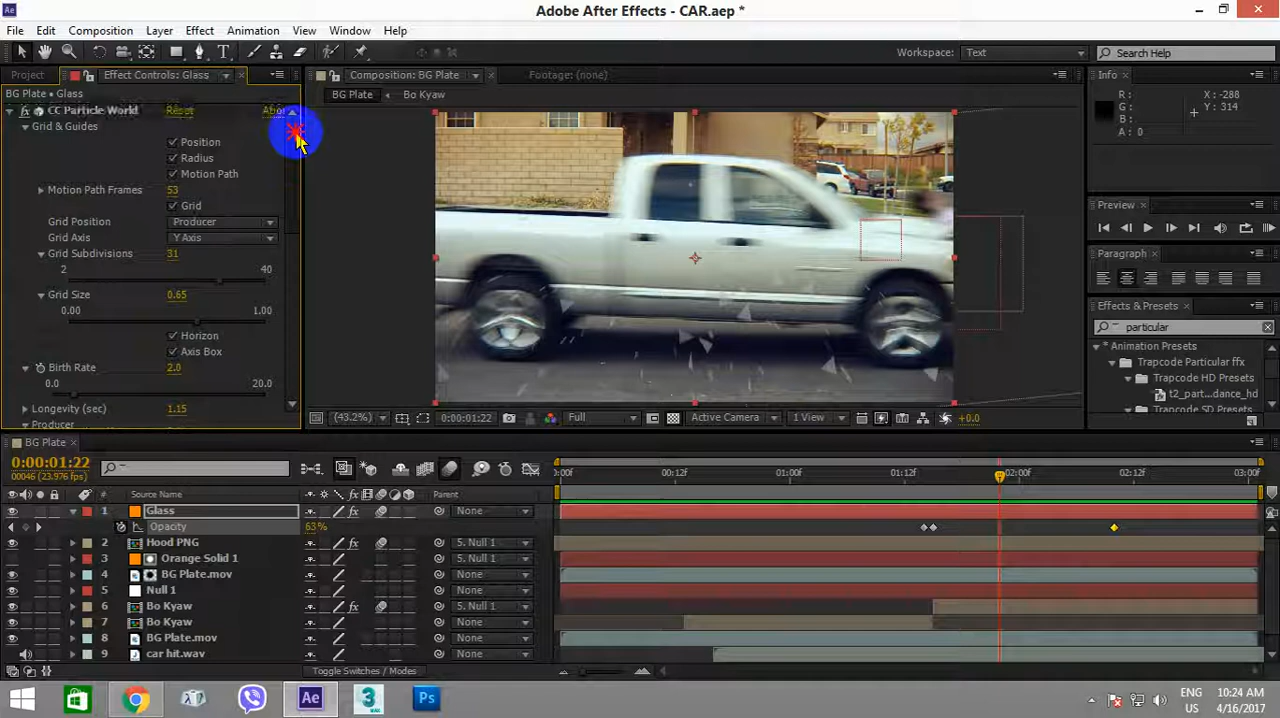 Ae
Adobe After Effects - CAR.aep *
File Edit Composition Layer Effect Animation View Window Help
Workspace: Text Search Help
Project Effect Controls: Glass Composition: BG Plate Footage: (none) Info
BG Plate • Glass BG Plate Bo Kyaw
fx CC Particle World Reset
Grid & Guides
Position
Radius
Motion Path
Motion Path Frames 53
Grid
Grid Position Producer
Grid Axis Y Axis
Grid Subdivisions 31
2 40
Grid Size 0.65
0.00 1.00
Horizon
Axis Box
Birth Rate 2.0
0.0 20.0
Longevity (sec) 1.15
Producer
R: X: -288
G: Y: 314
B:
A: 0
Preview
Paragraph
Effects & Presets
particular
* Animation Presets
Trapcode Particular ffx
Trapcode HD Presets
t2_part...dance_hd
Trapcode SD Presets
(43.2%) 0:00:01:22 Full Active Camera 1 View +0.0
BG Plate
0:00:01:22
00046 (23.976 fps)
0:00f 00:12f 01:00f 01:12f 02:00f 02:12f 03:00f
# Source Name fx Parent
1 Glass fx None
Opacity 63%
2 Hood PNG fx 5. Null 1
3 Orange Solid 1 5. Null 1
4 BG Plate.mov None
5 Null 1 None
6 Bo Kyaw fx 5. Null 1
7 Bo Kyaw None
8 BG Plate.mov None
9 car hit.wav None
Toggle Switches / Modes
Ae 3 Ps
ENG
US
10:24 AM
4/16/2017